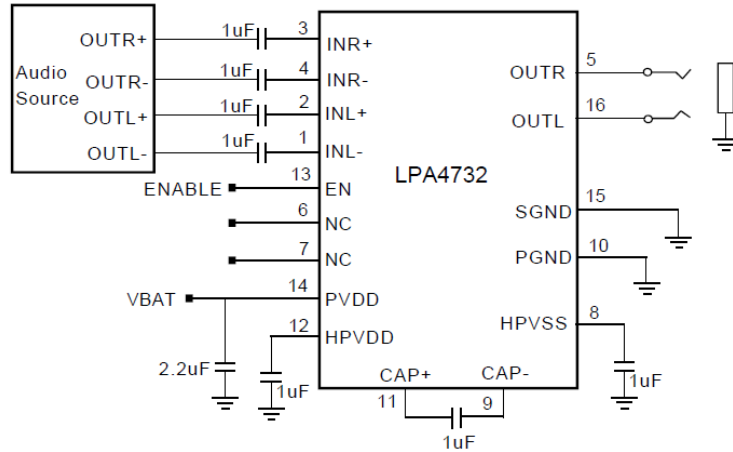 OUTR+ 1uF 3 INR+
Audio Source
OUTR- 1uF 4 INR-
OUTL+ 1uF 2 INL+
OUTL- 1uF 1 INL-
ENABLE 13 EN
6 NC
7 NC
VBAT 14 PVDD
12 HPVDD
2.2uF
1uF
LPA4732
OUTR 5
OUTL 16
SGND 15
PGND 10
HPVSS 8
1uF
CAP+ CAP-
11 9
1uF